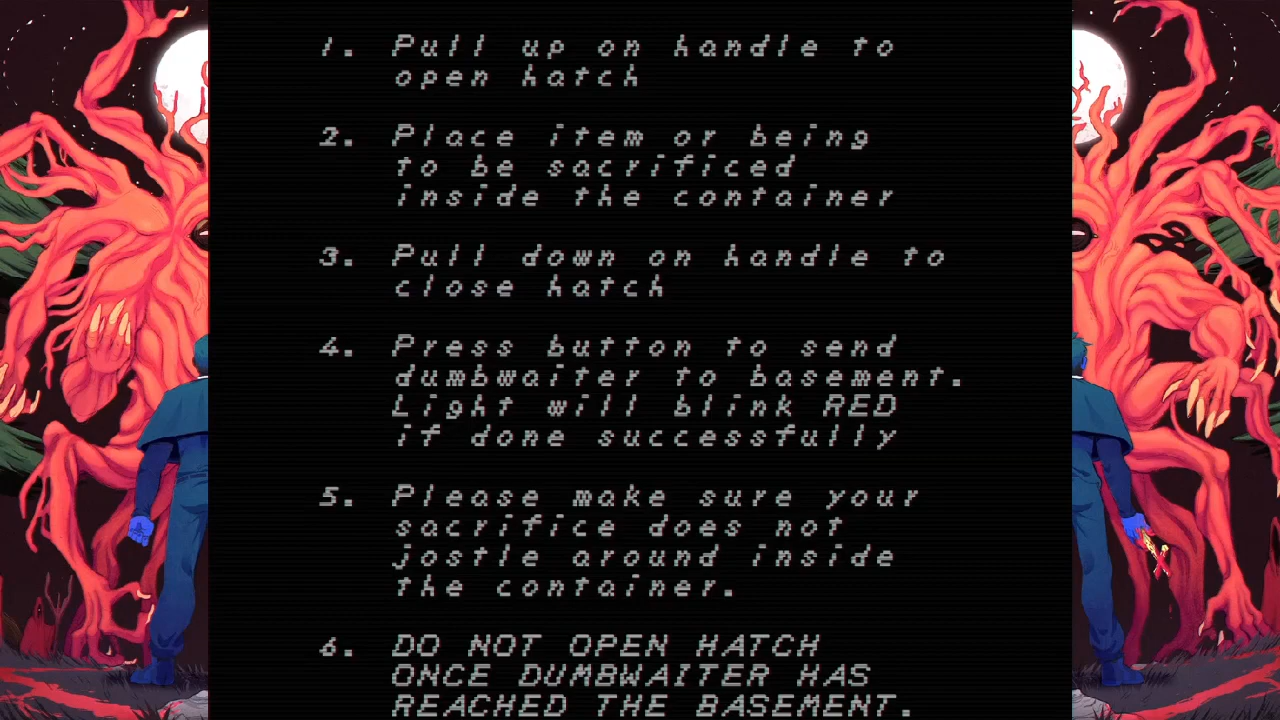 1. Pull up on handle to
open hatch
2. Place item or being
to be sacrificed
inside the container
3. Pull down on handle to
close hatch
4. Press button to send
dumbwaiter to basement.
Light will blink RED
if done successfully
5. Please make sure your
sacrifice does not
jostle around inside
the container.
6. DO NOT OPEN HATCH
ONCE DUMBWAITER HAS
REACHED THE BASEMENT.